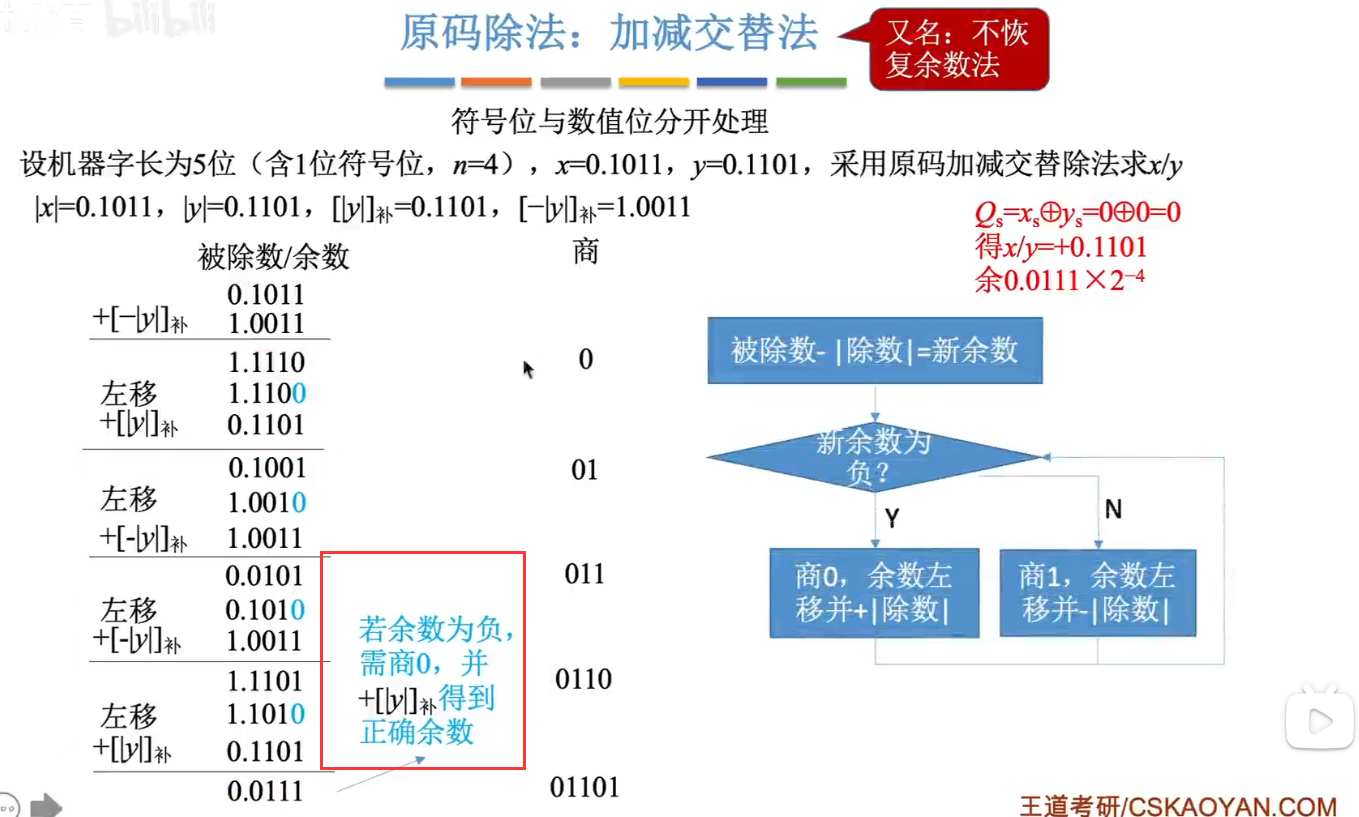 bilibili
原码除法：加减交替法
又名：不恢
复余数法
符号位与数值位分开处理
设机器字长为5位（含1位符号位，n=4），x=0.1011，y=0.1101，采用原码加减交替除法求x/y
|x|=0.1011，|y|=0.1101，[|y|]补=0.1101，[−|y|]补=1.0011
Qs=xs⊕ys=0⊕0=0
得x/y=+0.1101
余0.0111×2⁻⁴
被除数/余数 商
0.1011
+[−|y|]补 1.0011
1.1110 0
左移 1.1100
+[|y|]补 0.1101
0.1001 01
左移 1.0010
+[-|y|]补 1.0011
0.0101 011
左移 0.1010
+[-|y|]补 1.0011
1.1101 0110
左移 1.1010
+[|y|]补 0.1101
0.0111 01101
若余数为负，
需商0，并
+[|y|]补得到
正确余数
被除数-|除数|=新余数
新余数为
负？
Y
N
商0，余数左
移并+|除数|
商1，余数左
移并-|除数|
王道考研/CSKAOYAN.COM